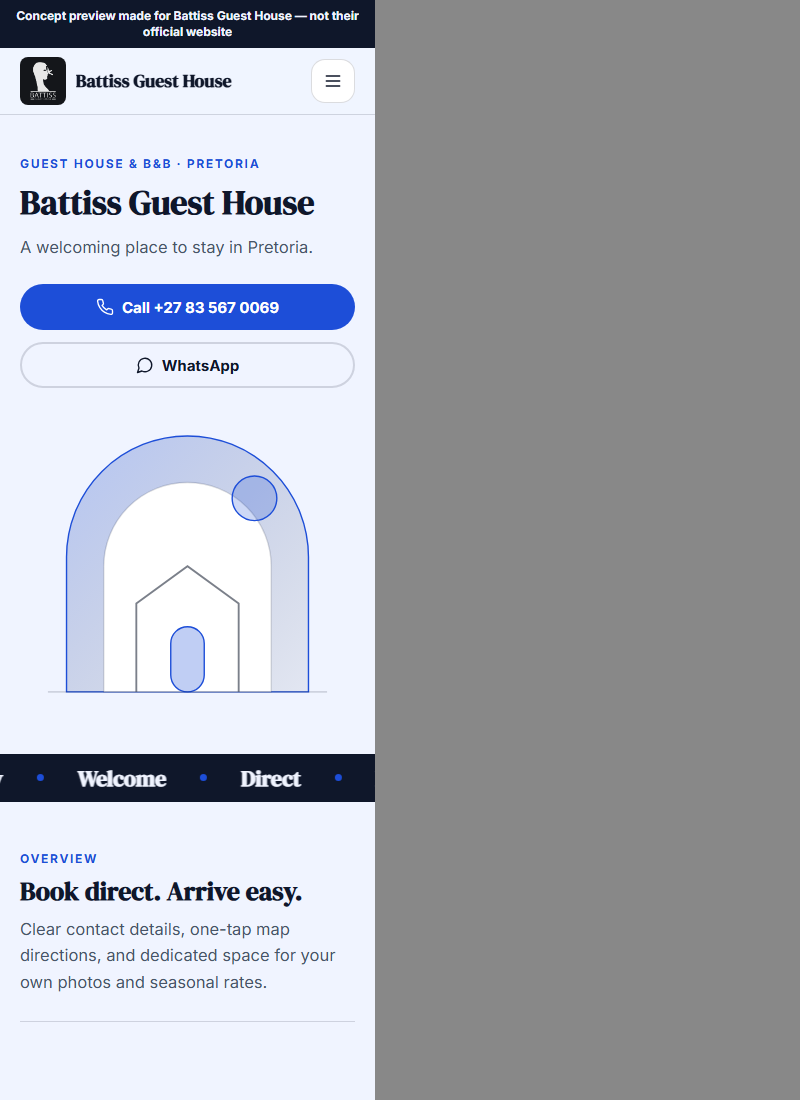 Concept preview made for Battiss Guest House — not their
official website
BATTISS
Battiss Guest House
GUEST HOUSE & B&B · PRETORIA
Battiss Guest House
A welcoming place to stay in Pretoria.
Call +27 83 567 0069
WhatsApp
Welcome • Direct •
OVERVIEW
Book direct. Arrive easy.
Clear contact details, one-tap map
directions, and dedicated space for your
own photos and seasonal rates.